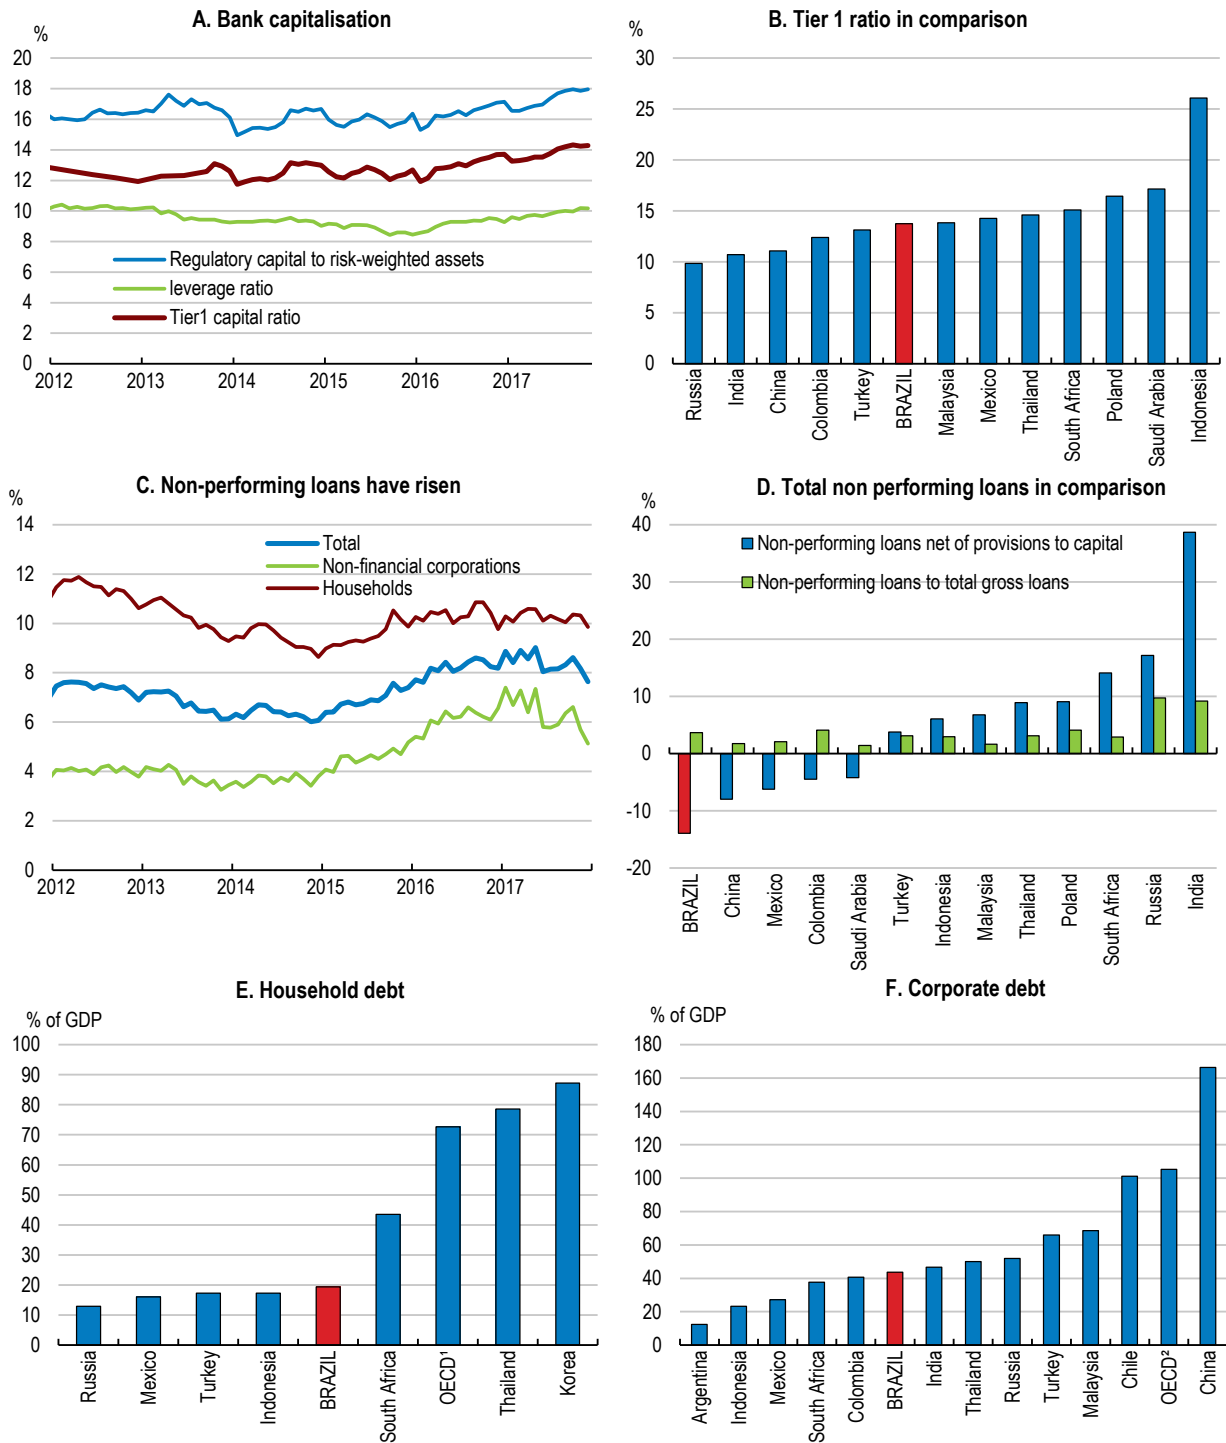 A. Bank capitalisation
%
20
18
16
14
12
10
8
6
4
2
0
Regulatory capital to risk-weighted assets
leverage ratio
Tier1 capital ratio
2012 2013 2014 2015 2016 2017
B. Tier 1 ratio in comparison
%
30
25
20
15
10
5
0
Russia
India
China
Colombia
Turkey
BRAZIL
Malaysia
Mexico
Thailand
South Africa
Poland
Saudi Arabia
Indonesia
C. Non-performing loans have risen
%
14
12
10
8
6
4
2
0
Total
Non-financial corporations
Households
2012 2013 2014 2015 2016 2017
D. Total non performing loans in comparison
%
40
30
20
10
0
-10
-20
Non-performing loans net of provisions to capital
Non-performing loans to total gross loans
BRAZIL
China
Mexico
Colombia
Saudi Arabia
Turkey
Indonesia
Malaysia
Thailand
Poland
South Africa
Russia
India
E. Household debt
% of GDP
100
90
80
70
60
50
40
30
20
10
0
Russia
Mexico
Turkey
Indonesia
BRAZIL
South Africa
OECD¹
Thailand
Korea
F. Corporate debt
% of GDP
180
160
140
120
100
80
60
40
20
0
Argentina
Indonesia
Mexico
South Africa
Colombia
BRAZIL
India
Thailand
Russia
Turkey
Malaysia
Chile
OECD²
China